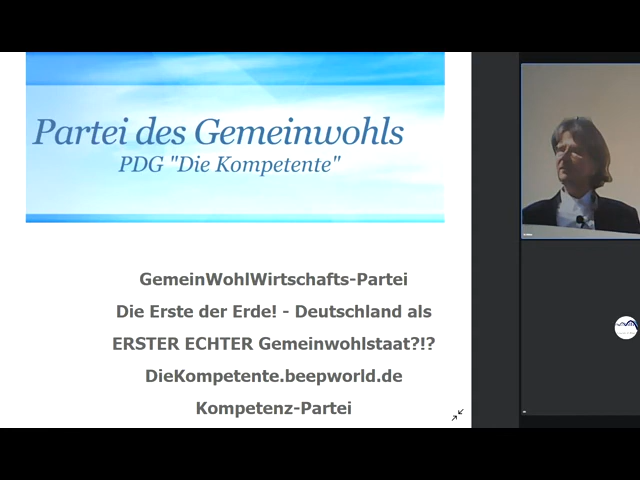 Partei des Gemeinwohls
PDG "Die Kompetente"
GemeinWohlWirtschafts-Partei
Die Erste der Erde! - Deutschland als
ERSTER ECHTER Gemeinwohlstaat?!?
DieKompetente.beepworld.de
Kompetenz-Partei